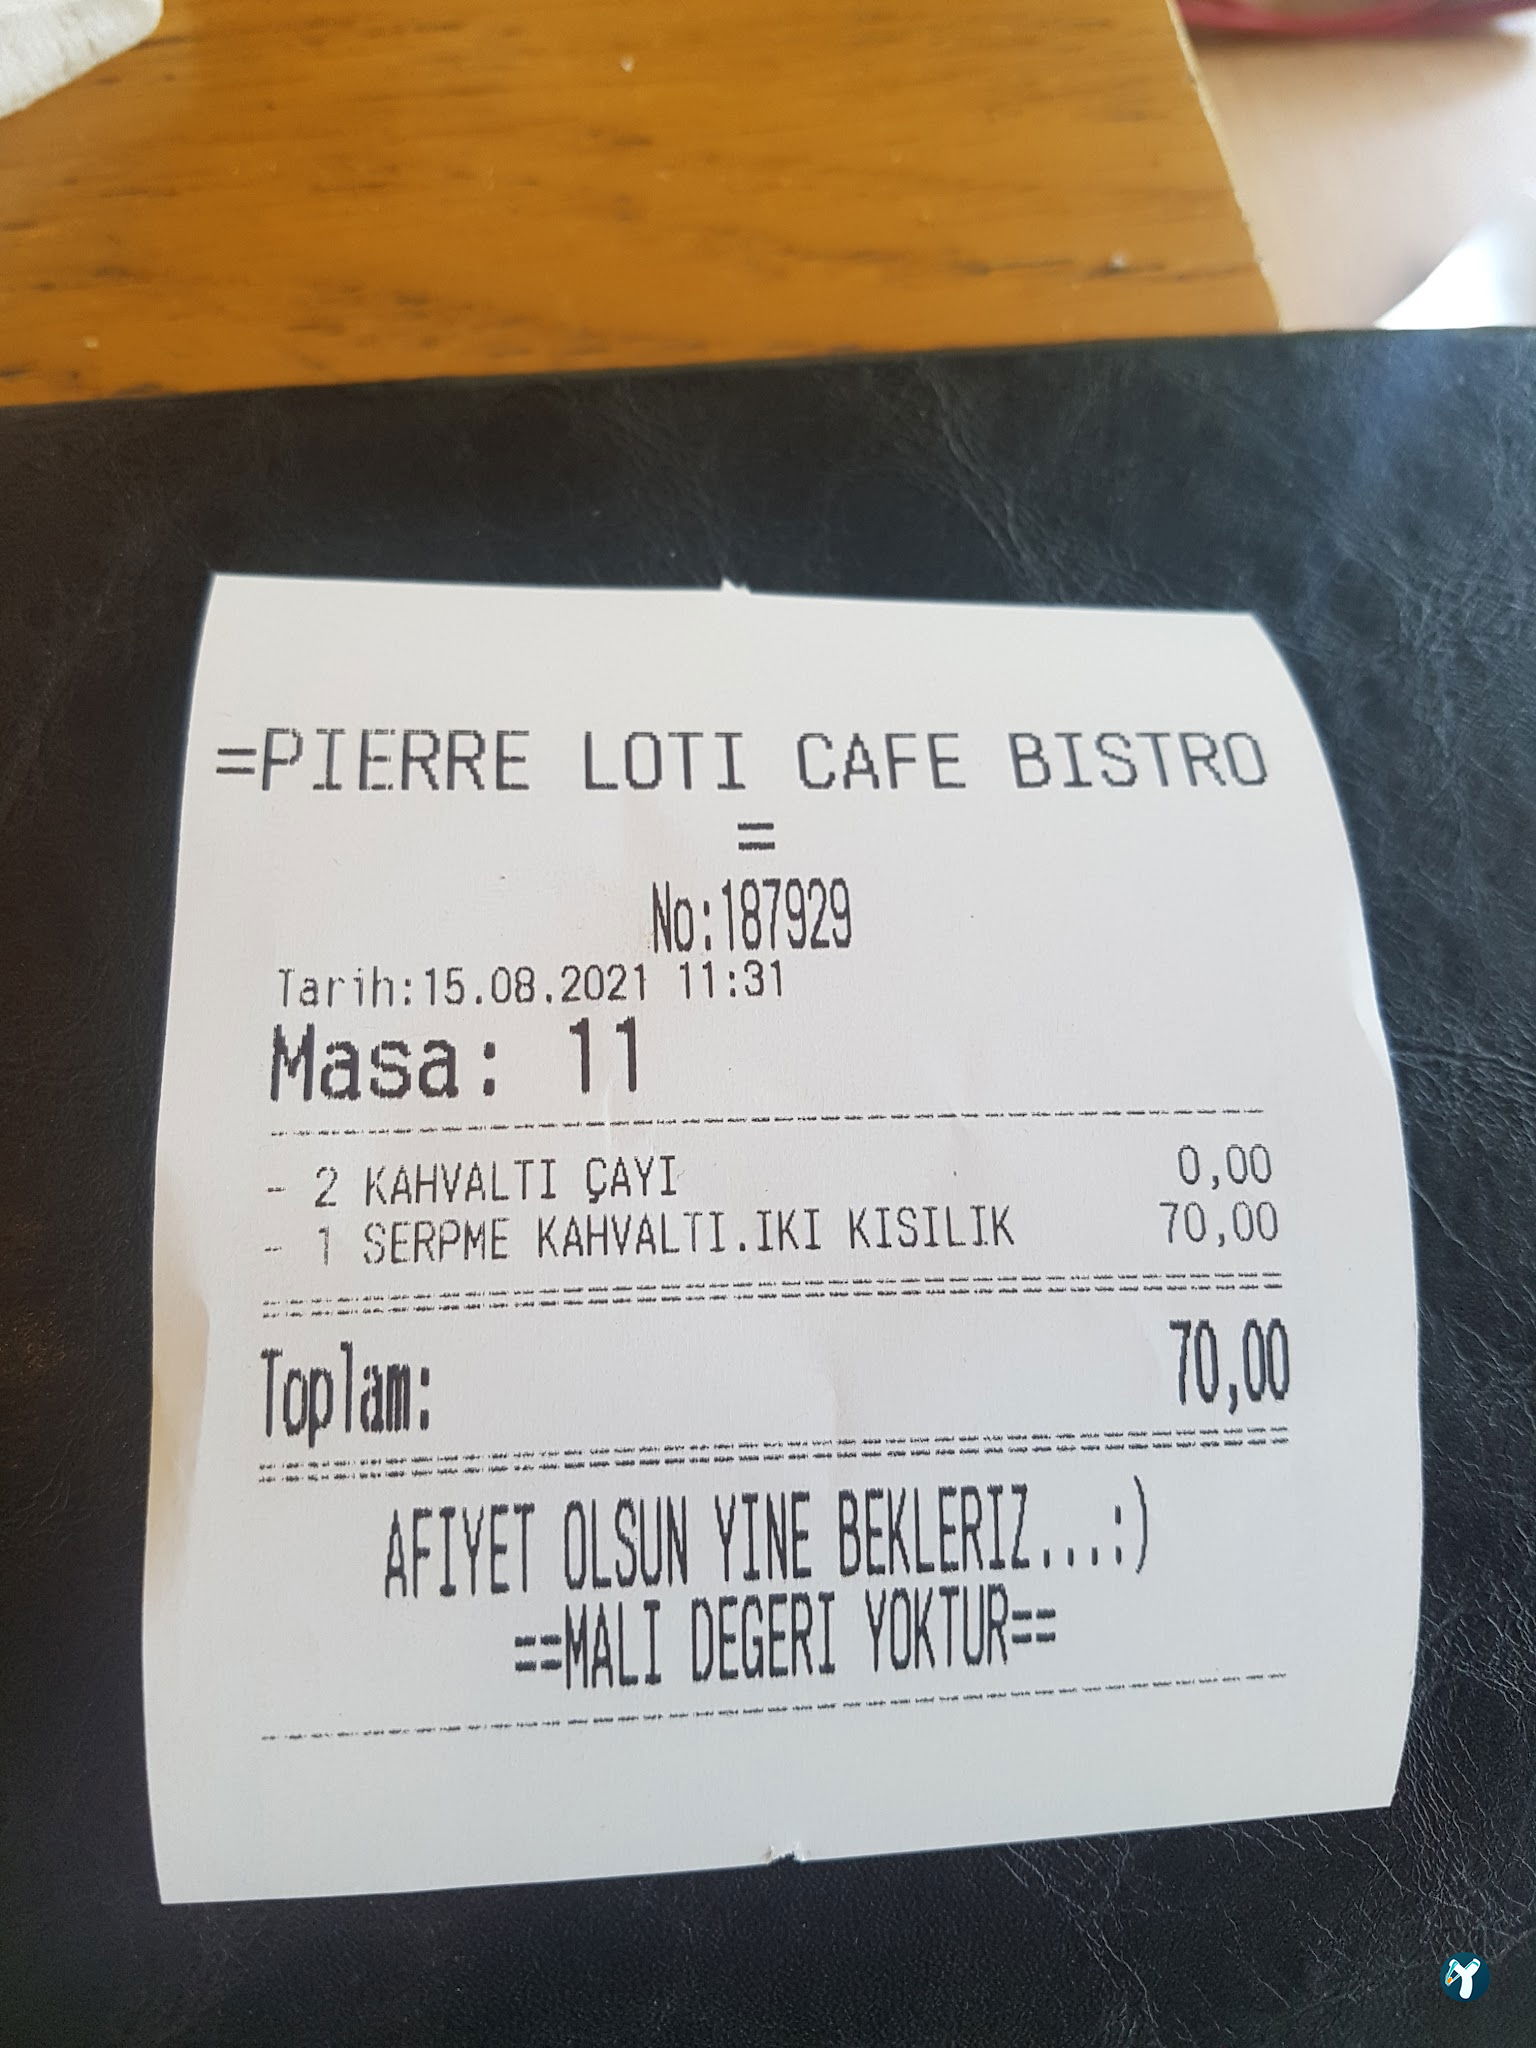 =PIERRE LOTI CAFE BISTRO
=
No:187929
Tarih:15.08.2021 11:31
Masa: 11
- 2 KAHVALTI ÇAYI 0,00
- 1 SERPME KAHVALTI.IKI KISILIK 70,00
Toplam: 70,00
AFIYET OLSUN YINE BEKLERIZ...:)
==MALI DEGERI YOKTUR==